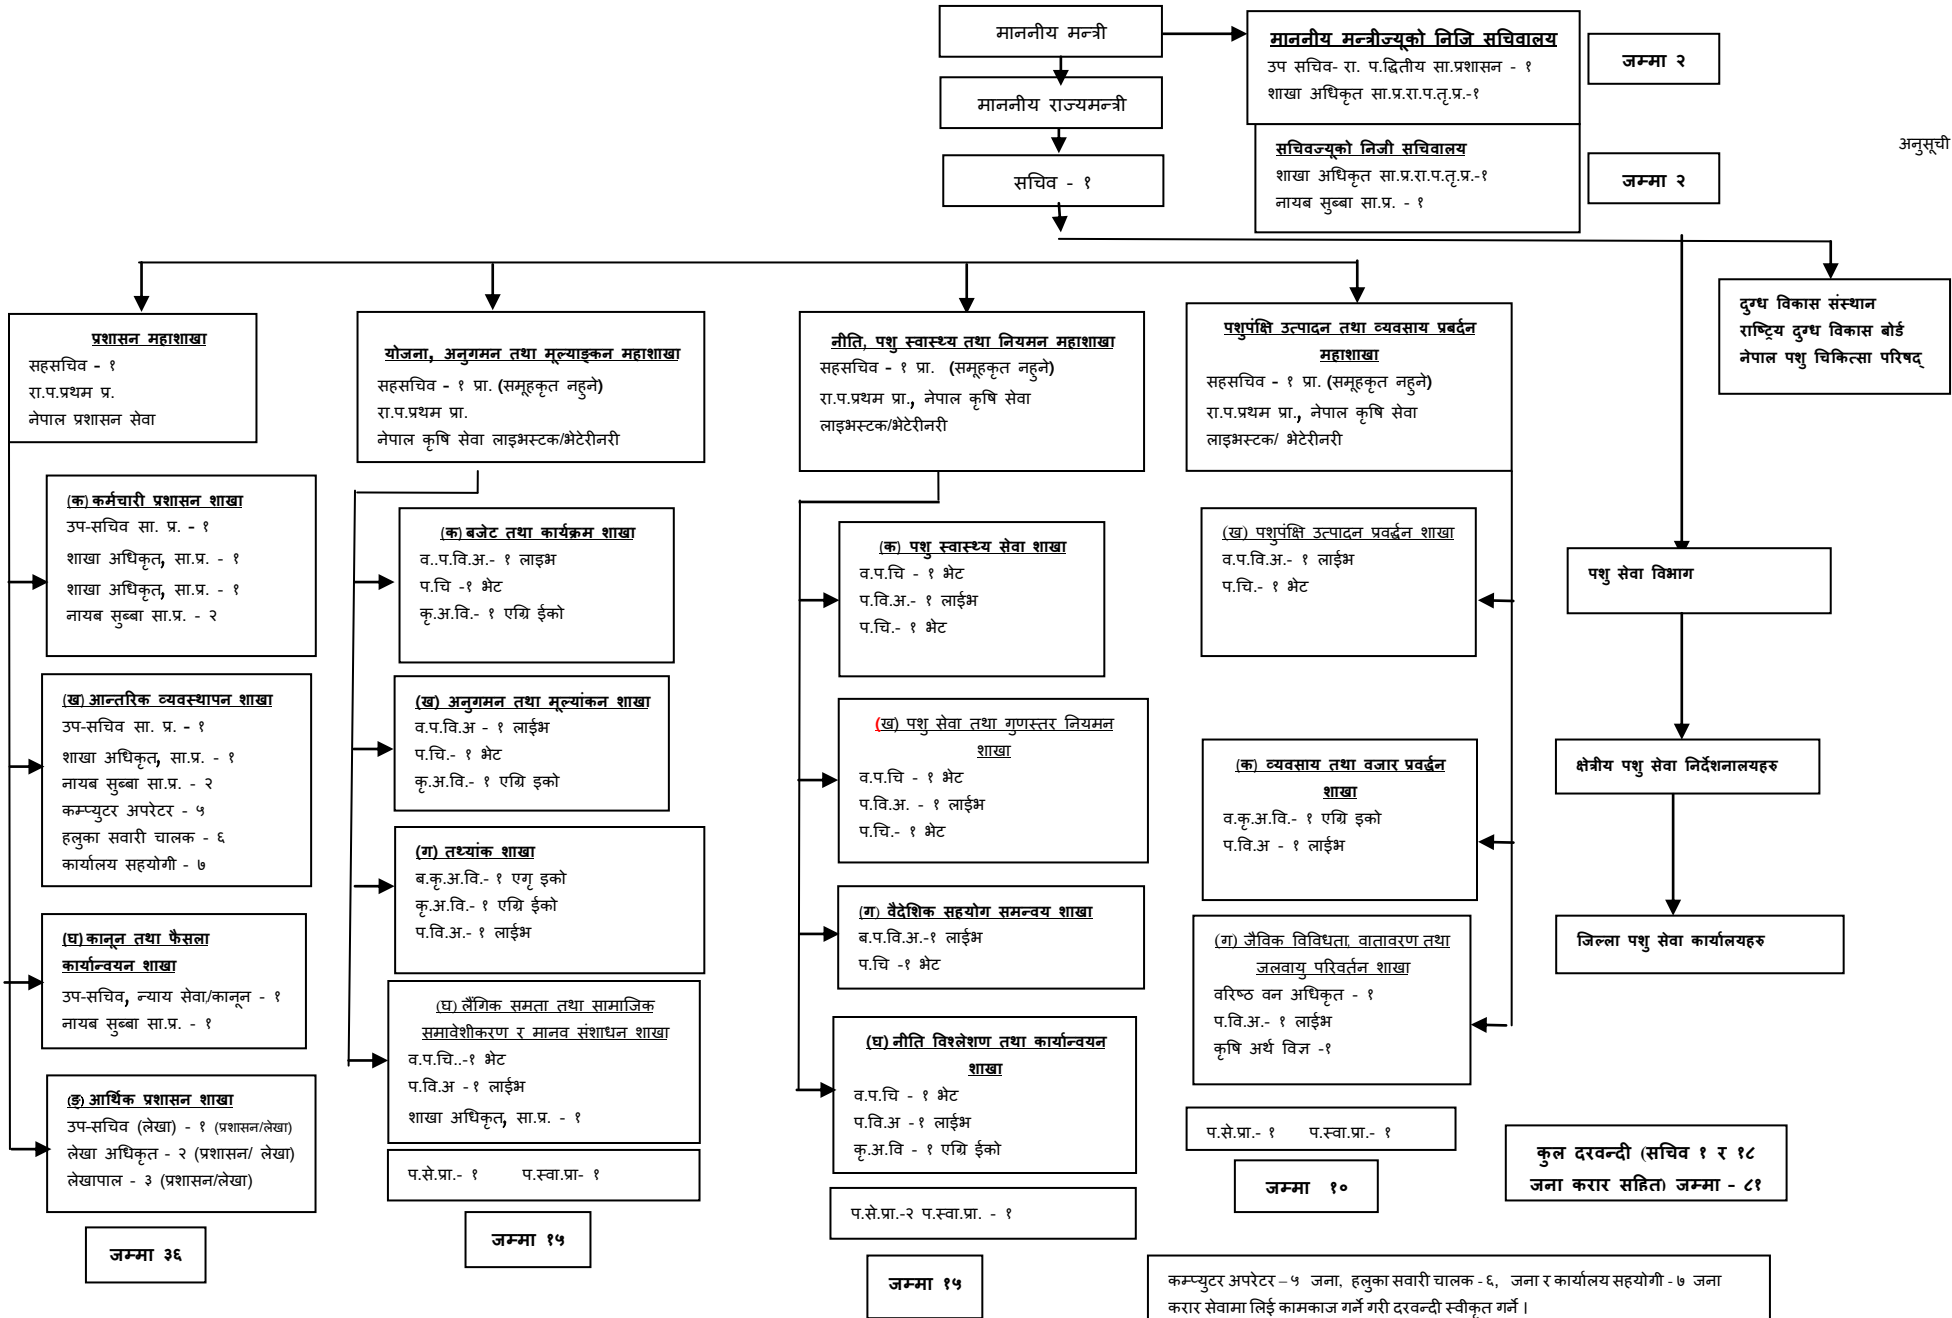 माननीय मन्त्री
माननीय मन्त्रीज्यूको निजि सचिवालय
उप सचिव- रा. प.द्धितीय सा.प्रशासन - १
शाखा अधिकृत सा.प्र.रा.प.तृ.प्र.-१
जम्मा २
माननीय राज्यमन्त्री
सचिवज्यूको निजी सचिवालय
शाखा अधिकृत सा.प्र.रा.प.तृ.प्र.-१
नायब सुब्बा सा.प्र. - १
जम्मा २
अनुसूची
सचिव - १
दुग्ध विकास संस्थान
राष्ट्रिय दुग्ध विकास बोर्ड
नेपाल पशु चिकित्सा परिषद्
प्रशासन महाशाखा
सहसचिव - १
रा.प.प्रथम प्र.
नेपाल प्रशासन सेवा
(क) कर्मचारी प्रशासन शाखा
उप-सचिव सा. प्र. - १
शाखा अधिकृत, सा.प्र. - १
शाखा अधिकृत, सा.प्र. - १
नायब सुब्बा सा.प्र. - २
(ख) आन्तरिक व्यवस्थापन शाखा
उप-सचिव सा. प्र. - १
शाखा अधिकृत, सा.प्र. - १
नायब सुब्बा सा.प्र. - २
कम्प्युटर अपरेटर - ५
हलुका सवारी चालक - ६
कार्यालय सहयोगी - ७
(घ) कानून तथा फैसला
कार्यान्वयन शाखा
उप-सचिव, न्याय सेवा/कानून - १
नायब सुब्बा सा.प्र. - १
(ङ) आर्थिक प्रशासन शाखा
उप-सचिव (लेखा) - १ (प्रशासन/लेखा)
लेखा अधिकृत - २ (प्रशासन/ लेखा)
लेखापाल - ३ (प्रशासन/लेखा)
जम्मा ३६
योजना, अनुगमन तथा मूल्याङ्कन महाशाखा
सहसचिव - १ प्रा. (समूहकृत नहुने)
रा.प.प्रथम प्रा.
नेपाल कृषि सेवा लाइभस्टक/भेटेरीनरी
(क) बजेट तथा कार्यक्रम शाखा
व..प.वि.अ.- १ लाइभ
प.चि -१ भेट
कृ.अ.वि.- १ एग्रि ईको
(ख) अनुगमन तथा मूल्यांकन शाखा
व.प.वि.अ - १ लाईभ
प.चि.- १ भेट
कृ.अ.वि.- १ एग्रि इको
(ग) तथ्यांक शाखा
ब.कृ.अ.वि.- १ एगृ इको
कृ.अ.वि.- १ एग्रि ईको
प.वि.अ.- १ लाईभ
(घ) लैंगिक समता तथा सामाजिक
समावेशीकरण र मानव संशाधन शाखा
व.प.चि..-१ भेट
प.वि.अ -१ लाईभ
शाखा अधिकृत, सा.प्र. - १
प.से.प्रा.- १ प.स्वा.प्रा- १
जम्मा १५
नीति, पशु स्वास्थ्य तथा नियमन महाशाखा
सहसचिव - १ प्रा. (समूहकृत नहुने)
रा.प.प्रथम प्रा., नेपाल कृषि सेवा
लाइभस्टक/भेटेरीनरी
(क) पशु स्वास्थ्य सेवा शाखा
व.प.चि - १ भेट
प.वि.अ.- १ लाईभ
प.चि.- १ भेट
(ख) पशु सेवा तथा गुणस्तर नियमन
शाखा
व.प.चि - १ भेट
प.वि.अ. - १ लाईभ
प.चि.- १ भेट
(ग) वैदेशिक सहयोग समन्वय शाखा
ब.प.वि.अ.-१ लाईभ
प.चि -१ भेट
(घ) नीति विश्लेशण तथा कार्यान्वयन
शाखा
व.प.चि - १ भेट
प.वि.अ -१ लाईभ
कृ.अ.वि - १ एग्रि ईको
प.से.प्रा.-२ प.स्वा.प्रा. - १
जम्मा १५
पशुपंक्षि उत्पादन तथा व्यवसाय प्रबर्दन
महाशाखा
सहसचिव - १ प्रा. (समूहकृत नहुने)
रा.प.प्रथम प्रा., नेपाल कृषि सेवा
लाइभस्टक/ भेटेरीनरी
(ख) पशुपंक्षि उत्पादन प्रवर्द्धन शाखा
व.प.वि.अ.- १ लाईभ
प.चि.- १ भेट
(क) व्यवसाय तथा वजार प्रवर्द्धन
शाखा
व.कृ.अ.वि.- १ एग्रि इको
प.वि.अ - १ लाईभ
(ग) जैविक विविधता, वातावरण तथा
जलवायु परिवर्तन शाखा
वरिष्ठ वन अधिकृत - १
प.वि.अ.- १ लाईभ
कृषि अर्थ विज्ञ -१
प.से.प्रा.- १ प.स्वा.प्रा.- १
जम्मा १०
पशु सेवा विभाग
क्षेत्रीय पशु सेवा निर्देशनालयहरु
जिल्ला पशु सेवा कार्यालयहरु
कुल दरवन्दी (सचिव १ र १८
जना करार सहित) जम्मा - ८१
कम्प्युटर अपरेटर – ५ जना, हलुका सवारी चालक - ६, जना र कार्यालय सहयोगी - ७ जना
करार सेवामा लिई कामकाज गर्ने गरी दरवन्दी स्वीकृत गर्ने ।